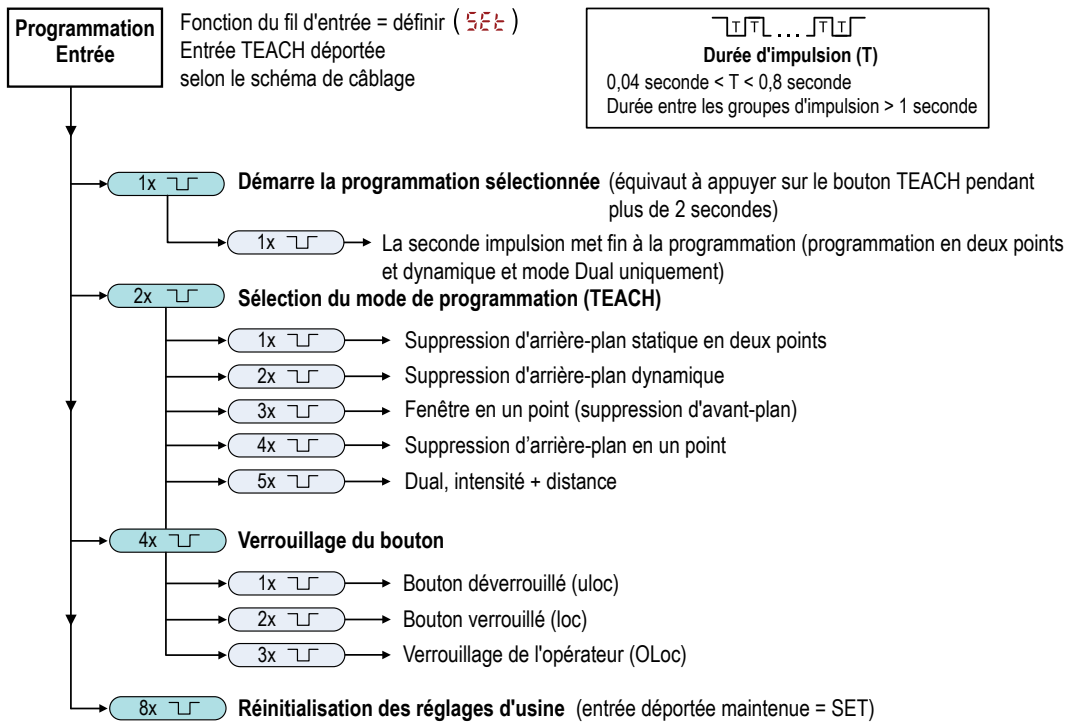 Programmation
Entrée
Fonction du fil d'entrée = définir ( SEt )
Entrée TEACH déportée
selon le schéma de câblage
T T ... T T
Durée d'impulsion (T)
0,04 seconde < T < 0,8 seconde
Durée entre les groupes d'impulsion > 1 seconde
1x Démarre la programmation sélectionnée (équivaut à appuyer sur le bouton TEACH pendant
plus de 2 secondes)
1x La seconde impulsion met fin à la programmation (programmation en deux points
et dynamique et mode Dual uniquement)
2x Sélection du mode de programmation (TEACH)
1x Suppression d'arrière-plan statique en deux points
2x Suppression d'arrière-plan dynamique
3x Fenêtre en un point (suppression d'avant-plan)
4x Suppression d’arrière-plan en un point
5x Dual, intensité + distance
4x Verrouillage du bouton
1x Bouton déverrouillé (uloc)
2x Bouton verrouillé (loc)
3x Verrouillage de l'opérateur (OLoc)
8x Réinitialisation des réglages d'usine (entrée déportée maintenue = SET)